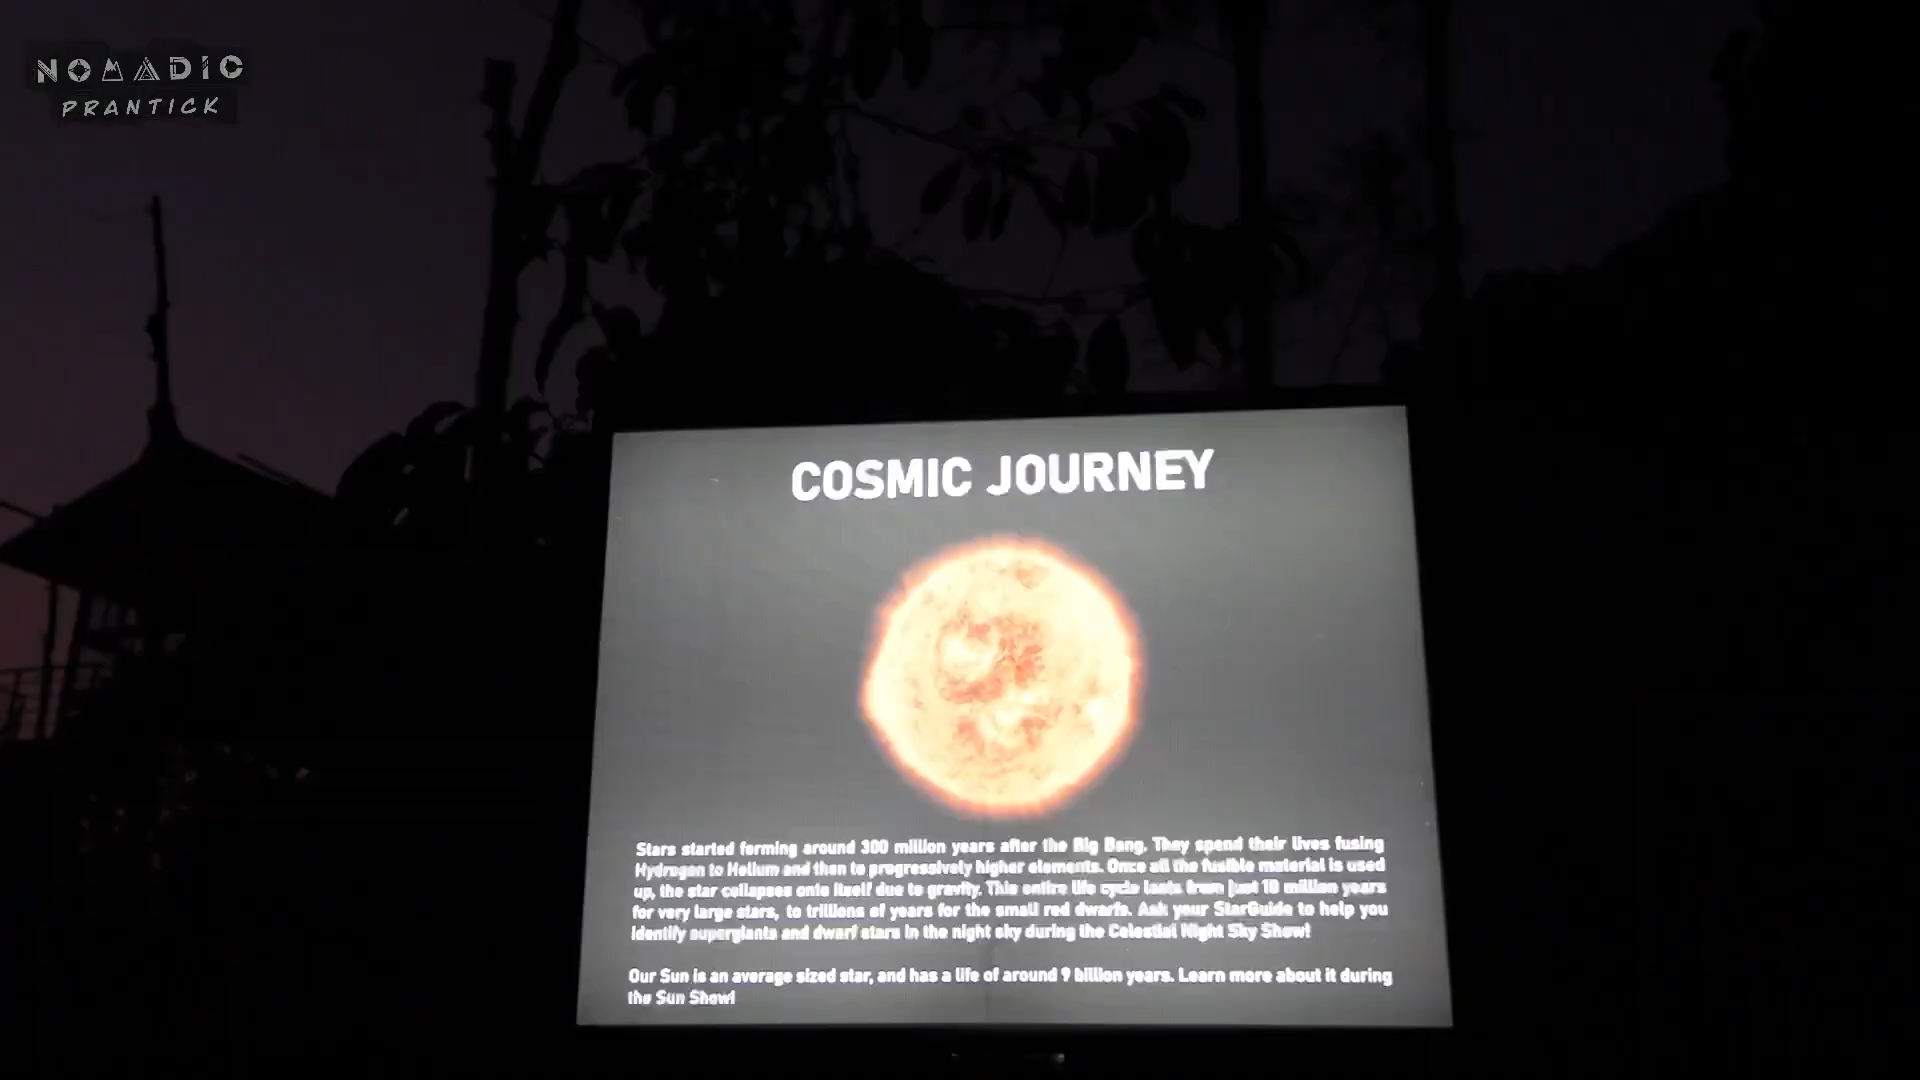 NOMADIC
PRANTICK
COSMIC JOURNEY
Stars started forming around 300 million years after the Big Bang. They spend their lives fusing
Hydrogen to Helium and then to progressively higher elements. Once all the fusible material is used
up, the star collapses onto itself due to gravity. This entire life cycle lasts from just 10 million years
for very large stars, to trillions of years for the small red dwarfs. Ask your StarGuide to help you
identify supergiants and dwarf stars in the night sky during the Celestial Night Sky Show!
Our Sun is an average sized star, and has a life of around 9 billion years. Learn more about it during
the Sun Show!